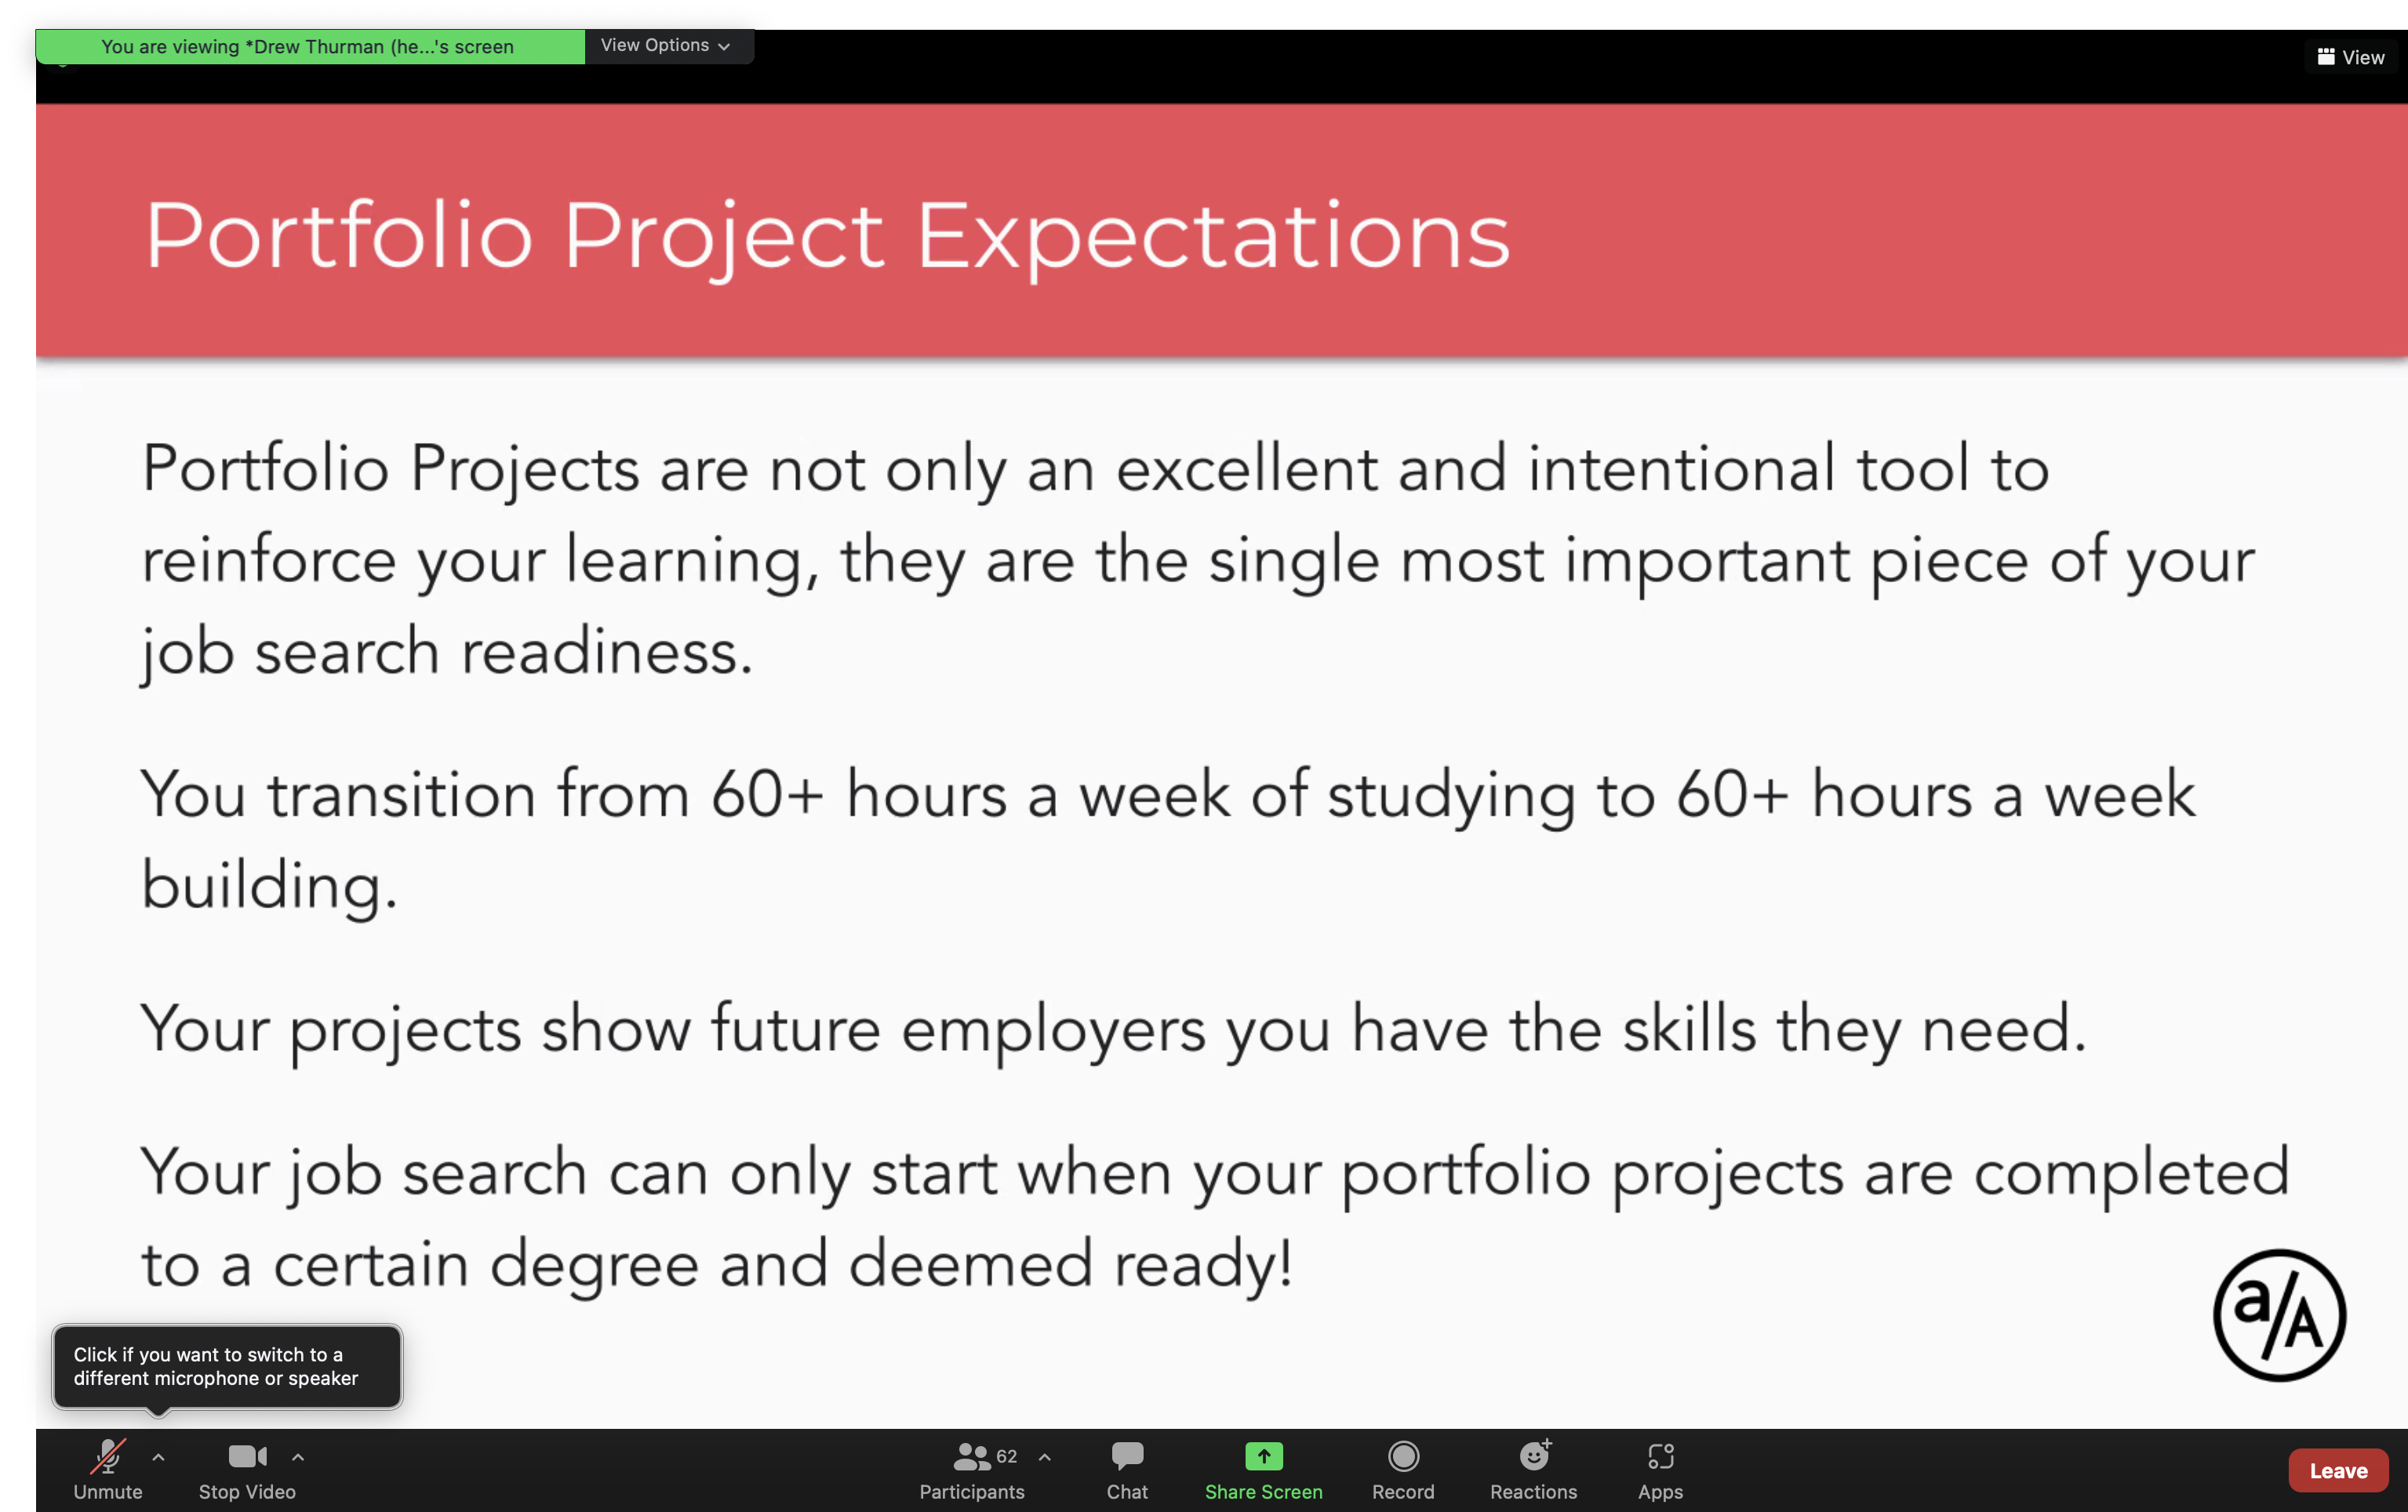 You are viewing *Drew Thurman (he...'s screen
View Options
View
Portfolio Project Expectations
Portfolio Projects are not only an excellent and intentional tool to
reinforce your learning, they are the single most important piece of your
job search readiness.
You transition from 60+ hours a week of studying to 60+ hours a week
building.
Your projects show future employers you have the skills they need.
Your job search can only start when your portfolio projects are completed
to a certain degree and deemed ready!
a/A
Click if you want to switch to a
different microphone or speaker
Unmute
Stop Video
62
Participants
Chat
Share Screen
Record
Reactions
Apps
Leave